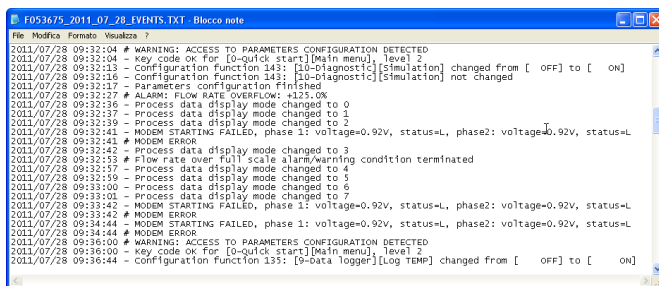 F053675_2011_07_28_EVENTS.TXT - Blocco note
File Modifica Formato Visualizza ?
2011/07/28 09:32:04 # WARNING: ACCESS TO PARAMETERS CONFIGURATION DETECTED
2011/07/28 09:32:04 - Key code OK for [0-Quick start][Main menu], level 2
2011/07/28 09:32:13 - Configuration function 143: [10-Diagnostic][Simulation] changed from [ OFF] to [ ON]
2011/07/28 09:32:16 - Configuration function 143: [10-Diagnostic][Simulation] not changed
2011/07/28 09:32:17 - Parameters configuration finished
2011/07/28 09:32:27 # ALARM: FLOW RATE OVERFLOW: +125.0%
2011/07/28 09:32:36 - Process data display mode changed to 0
2011/07/28 09:32:37 - Process data display mode changed to 1
2011/07/28 09:32:39 - Process data display mode changed to 2
2011/07/28 09:32:41 - MODEM STARTING FAILED, phase 1: voltage=0.92V, status=L, phase2: voltage=0.92V, status=L
2011/07/28 09:32:41 # MODEM ERROR
2011/07/28 09:32:42 - Process data display mode changed to 3
2011/07/28 09:32:53 # Flow rate over full scale alarm/warning condition terminated
2011/07/28 09:32:57 - Process data display mode changed to 4
2011/07/28 09:32:59 - Process data display mode changed to 5
2011/07/28 09:33:00 - Process data display mode changed to 6
2011/07/28 09:33:01 - Process data display mode changed to 7
2011/07/28 09:33:42 - MODEM STARTING FAILED, phase 1: voltage=0.92V, status=L, phase2: voltage=0.92V, status=L
2011/07/28 09:33:42 # MODEM ERROR
2011/07/28 09:34:44 - MODEM STARTING FAILED, phase 1: voltage=0.92V, status=L, phase2: voltage=0.92V, status=L
2011/07/28 09:34:44 # MODEM ERROR
2011/07/28 09:36:00 # WARNING: ACCESS TO PARAMETERS CONFIGURATION DETECTED
2011/07/28 09:36:00 - Key code OK for [0-Quick start][Main menu], level 2
2011/07/28 09:36:44 - Configuration function 135: [9-Data logger][Log TEMP] changed from [ OFF] to [ ON]